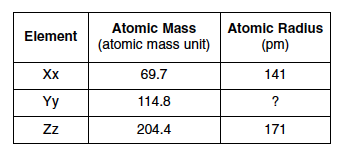 Element Atomic Mass (atomic mass unit) Atomic Radius (pm)
Xx 69.7 141
Yy 114.8 ?
Zz 204.4 171